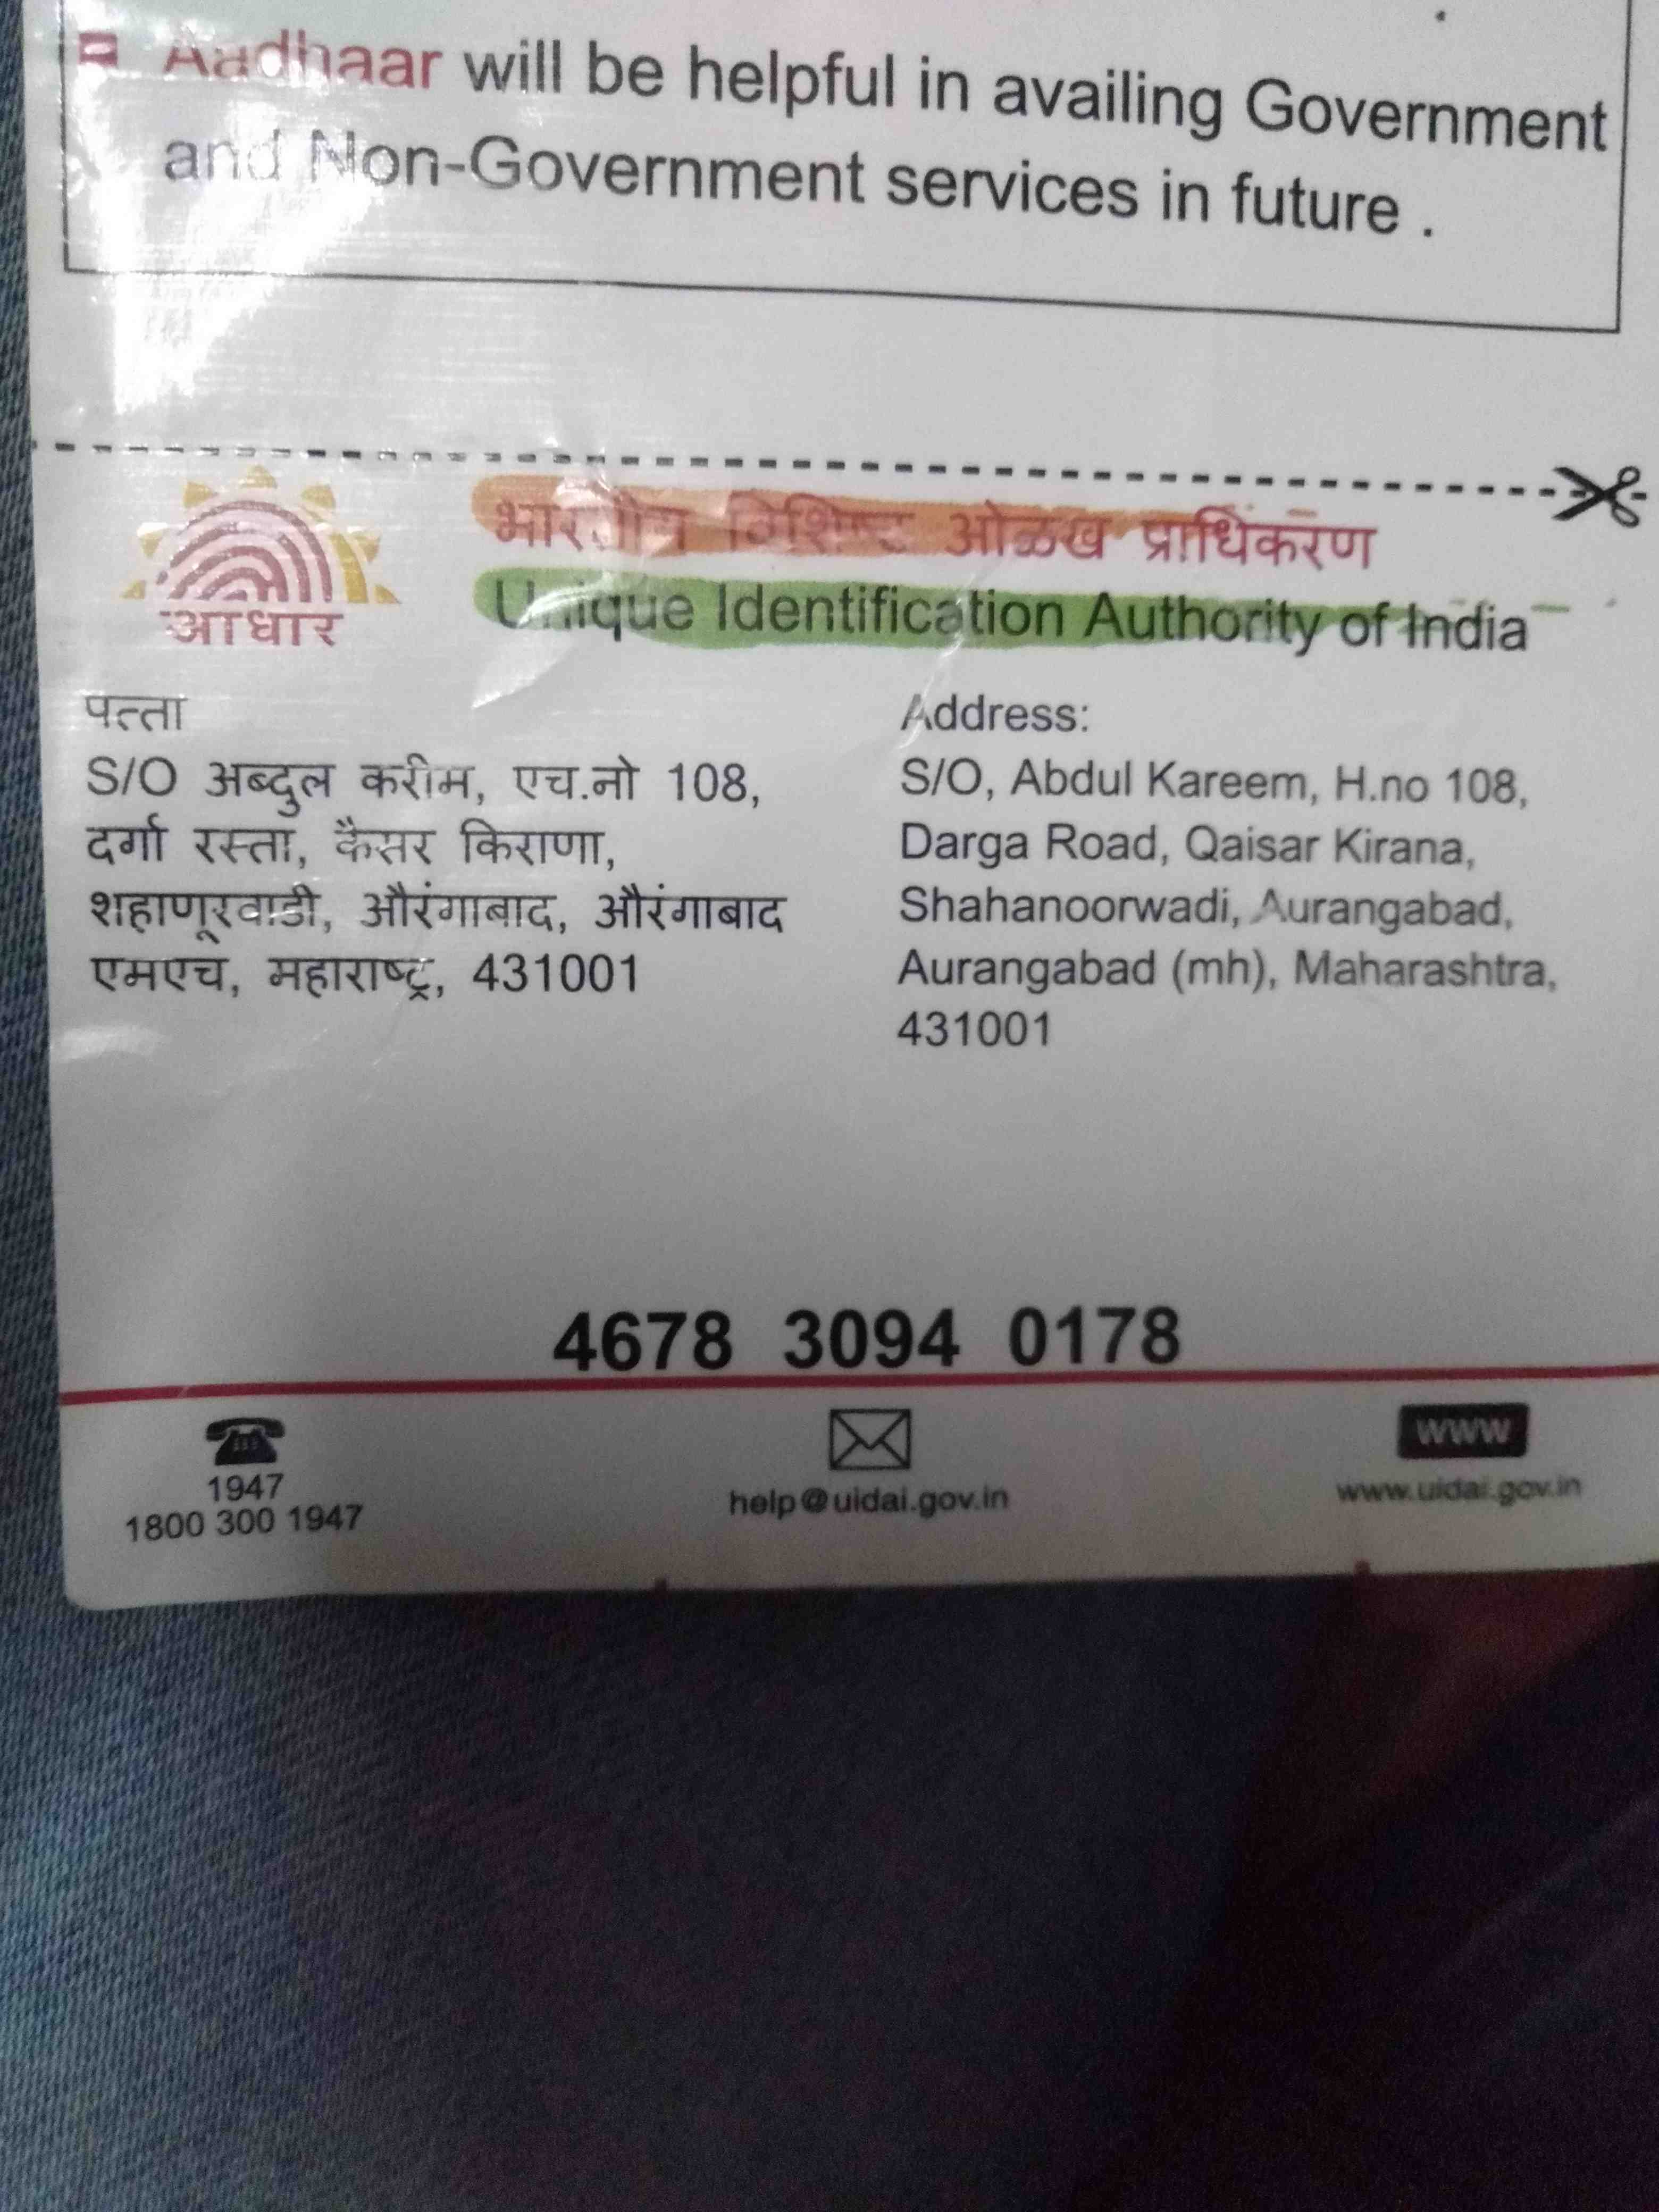 Aadhaar will be helpful in availing Government
and Non-Government services in future .
भारतीय विशिष्ट ओळख प्राधिकरण
Unique Identification Authority of India
आधार
पत्ता
S/O अब्दुल करीम, एच.नो 108,
दर्गा रस्ता, कैसर किराणा,
शहाणूरवाडी, औरंगाबाद, औरंगाबाद
एमएच, महाराष्ट्र, 431001
Address:
S/O, Abdul Kareem, H.no 108,
Darga Road, Qaisar Kirana,
Shahanoorwadi, Aurangabad,
Aurangabad (mh), Maharashtra,
431001
4678 3094 0178
1947
1800 300 1947
help@uidai.gov.in
www
www.uidai.gov.in